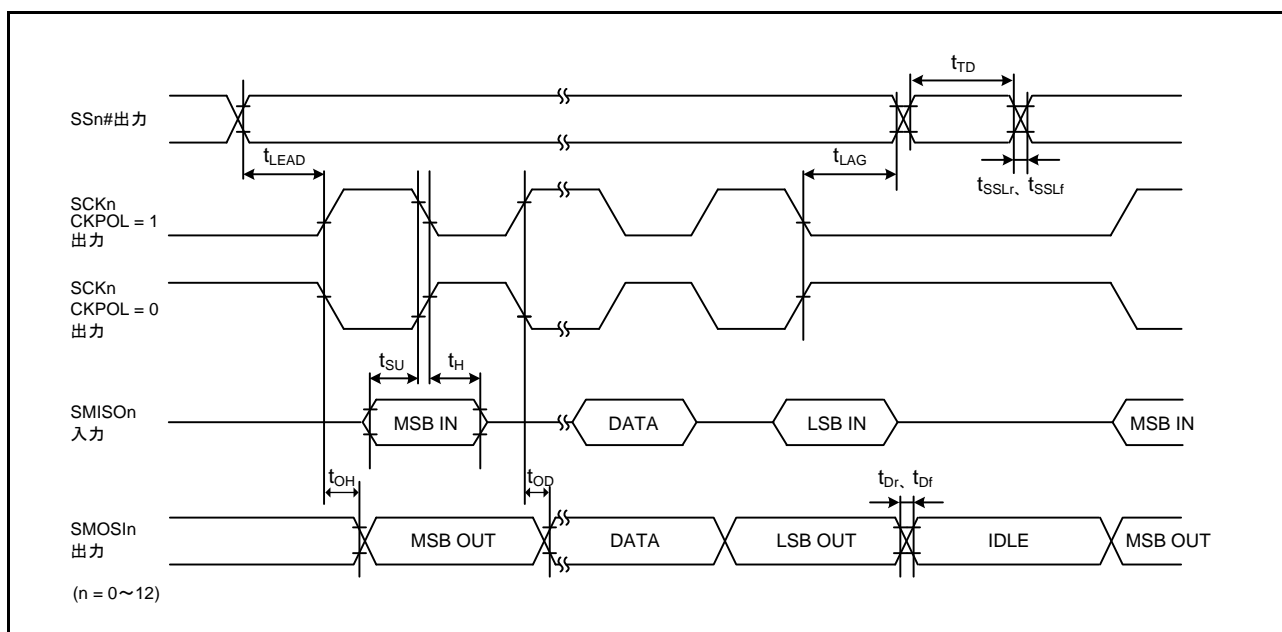 tTD
SSn#出力
tLEAD
tLAG
tSSLr、tSSLf
SCKn
CKPOL = 1
出力
SCKn
CKPOL = 0
出力
tSU
tH
SMISOn
入力
MSB IN
DATA
LSB IN
MSB IN
tOH
tOD
tDr、tDf
SMOSIn
出力
MSB OUT
DATA
LSB OUT
IDLE
MSB OUT
(n = 0～12)